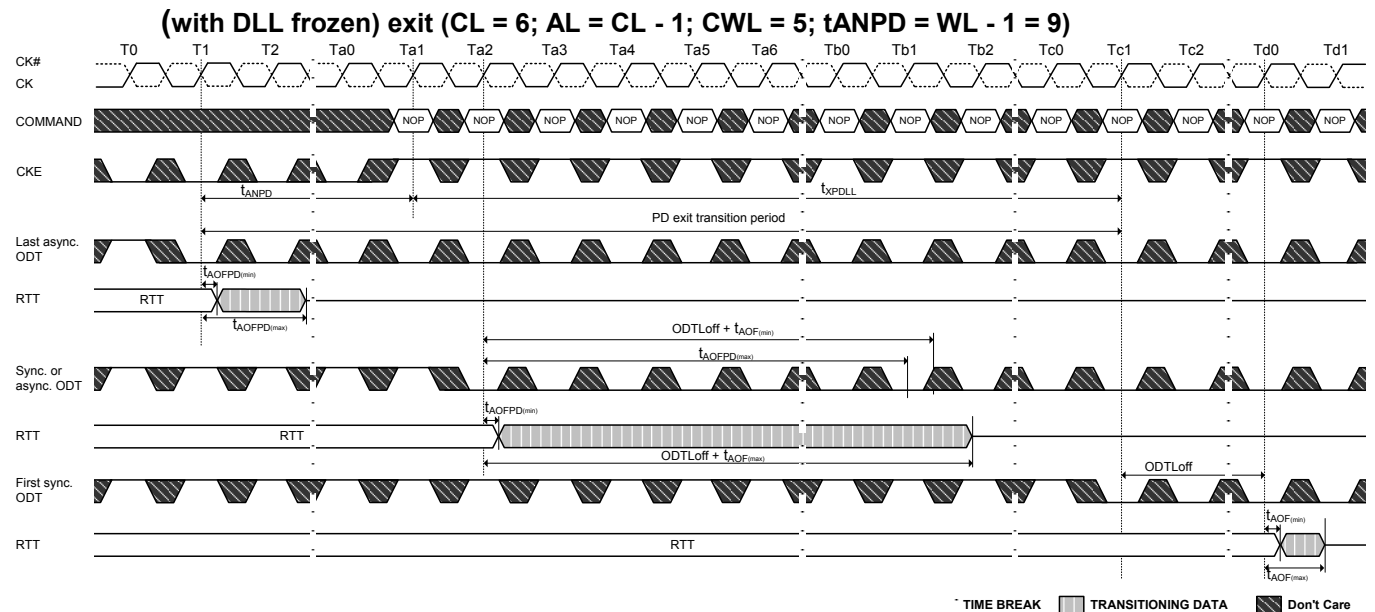 (with DLL frozen) exit (CL = 6; AL = CL - 1; CWL = 5; tANPD = WL - 1 = 9)
T0 T1 T2 Ta0 Ta1 Ta2 Ta3 Ta4 Ta5 Ta6 Tb0 Tb1 Tb2 Tc0 Tc1 Tc2 Td0 Td1
CK#
CK
COMMAND NOP NOP NOP NOP NOP NOP NOP NOP NOP NOP NOP NOP NOP NOP
CKE
tANPD tXPDLL
PD exit transition period
Last async.
ODT
tAOFPD(min)
RTT RTT
tAOFPD(max)
ODTLoff + tAOF(min)
tAOFPD(max)
Sync. or
async. ODT
tAOFPD(min)
RTT RTT
ODTLoff + tAOF(max)
ODTLoff
First sync.
ODT
tAOF(min)
RTT RTT
tAOF(max)
TIME BREAK TRANSITIONING DATA Don't Care